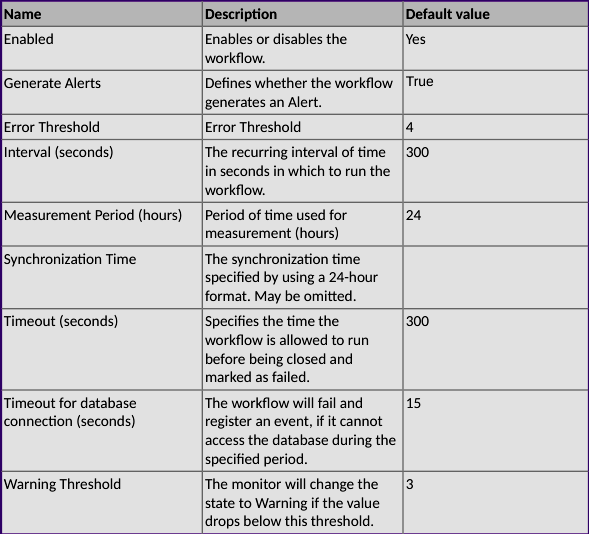 Name Description Default value
Enabled Enables or disables the Yes
workflow.
Generate Alerts Defines whether the workflow True
generates an Alert.
Error Threshold Error Threshold 4
Interval (seconds) The recurring interval of time 300
in seconds in which to run the
workflow.
Measurement Period (hours) Period of time used for 24
measurement (hours)
Synchronization Time The synchronization time
specified by using a 24-hour
format. May be omitted.
Timeout (seconds) Specifies the time the 300
workflow is allowed to run
before being closed and
marked as failed.
Timeout for database The workflow will fail and 15
connection (seconds) register an event, if it cannot
access the database during the
specified period.
Warning Threshold The monitor will change the 3
state to Warning if the value
drops below this threshold.